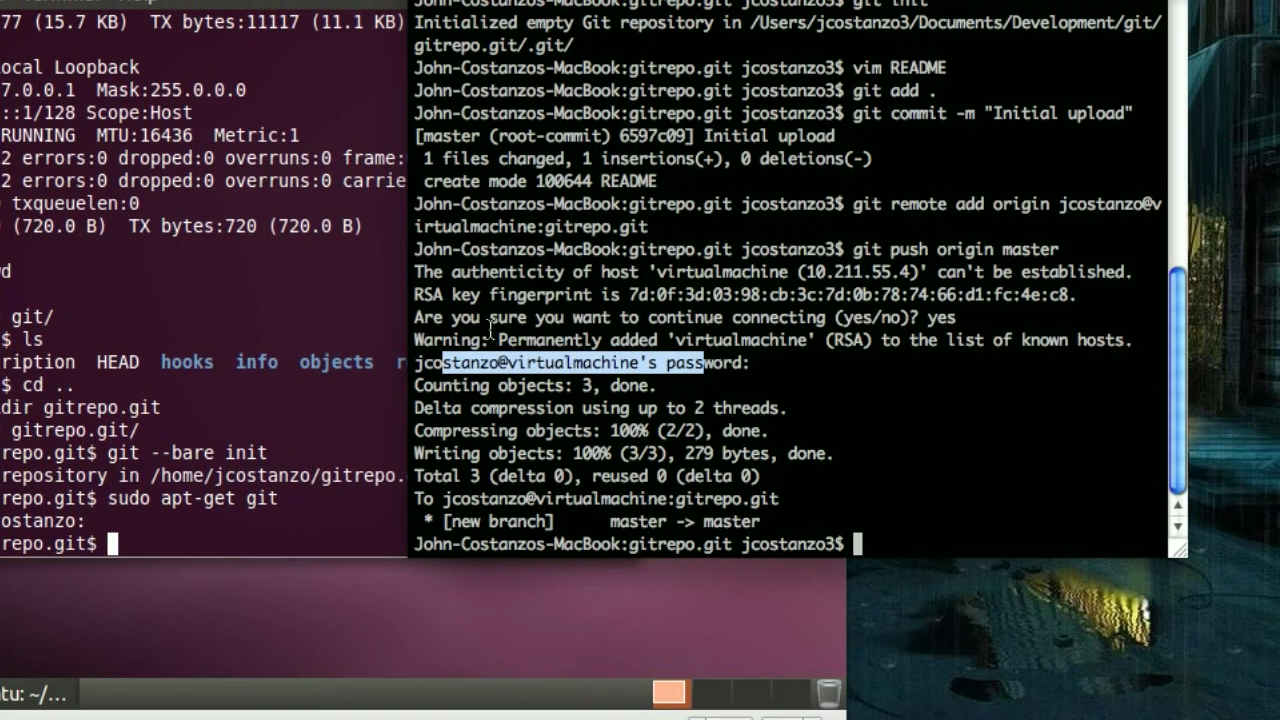 77 (15.7 KB)  TX bytes:11117 (11.1 KB)
ocal Loopback
7.0.0.1  Mask:255.0.0.0
::1/128 Scope:Host
RUNNING  MTU:16436  Metric:1
2 errors:0 dropped:0 overruns:0 frame:
2 errors:0 dropped:0 overruns:0 carrie
txqueuelen:0
(720.0 B)  TX bytes:720 (720.0 B)
d
git/
$ ls
ription  HEAD  hooks  info  objects  r
$ cd ..
dir gitrepo.git
gitrepo.git/
repo.git$ git --bare init
repository in /home/jcostanzo/gitrepo.
repo.git$ sudo apt-get git
ostanzo:
repo.git$
tu: ~/...
John-Costanzos-MacBook:gitrepo.git jcostanzo3$ git init
Initialized empty Git repository in /Users/jcostanzo3/Documents/Development/git/
gitrepo.git/.git/
John-Costanzos-MacBook:gitrepo.git jcostanzo3$ vim README
John-Costanzos-MacBook:gitrepo.git jcostanzo3$ git add .
John-Costanzos-MacBook:gitrepo.git jcostanzo3$ git commit -m "Initial upload"
[master (root-commit) 6597c09] Initial upload
1 files changed, 1 insertions(+), 0 deletions(-)
create mode 100644 README
John-Costanzos-MacBook:gitrepo.git jcostanzo3$ git remote add origin jcostanzo@v
irtualmachine:gitrepo.git
John-Costanzos-MacBook:gitrepo.git jcostanzo3$ git push origin master
The authenticity of host 'virtualmachine (10.211.55.4)' can't be established.
RSA key fingerprint is 7d:0f:3d:03:98:cb:3c:7d:0b:78:74:66:d1:fc:4e:c8.
Are you sure you want to continue connecting (yes/no)? yes
Warning: Permanently added 'virtualmachine' (RSA) to the list of known hosts.
jcostanzo@virtualmachine's password:
Counting objects: 3, done.
Delta compression using up to 2 threads.
Compressing objects: 100% (2/2), done.
Writing objects: 100% (3/3), 279 bytes, done.
Total 3 (delta 0), reused 0 (delta 0)
To jcostanzo@virtualmachine:gitrepo.git
* [new branch]      master -> master
John-Costanzos-MacBook:gitrepo.git jcostanzo3$